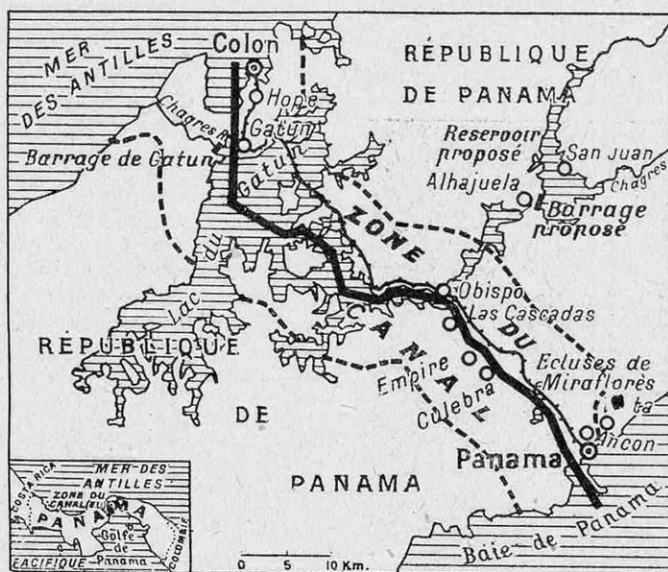 MER
DES ANTILLES
Colon
RÉPUBLIQUE
DE PANAMA
Hope
Chagres R.
Gatun
Barrage de Gatun
Reservoir
proposé
San Juan
Chagres
Alhajuela
Barrage
proposé
ZONE DU CANAL
Lac du Gatun
Obispo
Las Cascadas
RÉPUBLIQUE
DE
PANAMA
Empire
Culebra
Ecluses de
Miraflorès
ta
Ancon
Panama
Baie de Panama
0 5 10 Km.
COSTA RICA
MER DES
ANTILLES
ZONE DU
CANAL
PANAMA
Golfe
de
Panama
COLOMBIE
PACIFIQUE